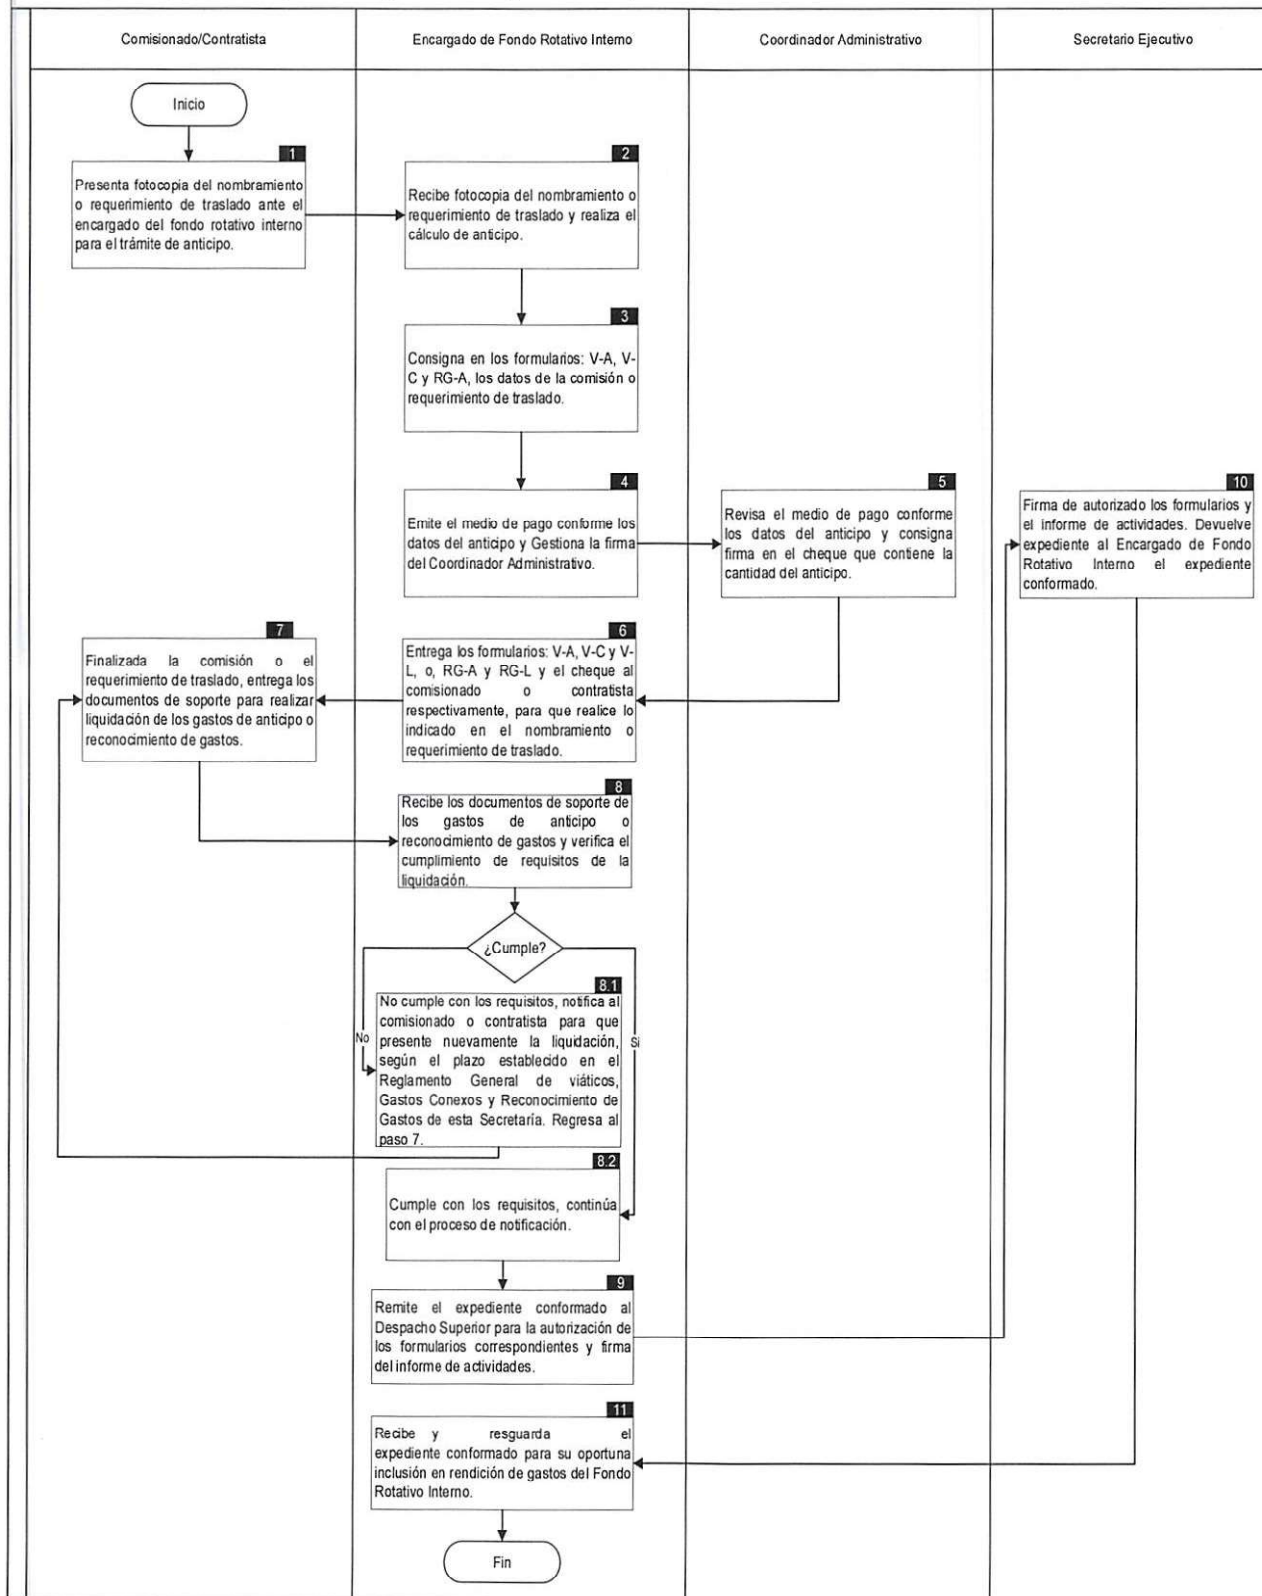 Comisionado/Contratista
Encargado de Fondo Rotativo Interno
Coordinador Administrativo
Secretario Ejecutivo
Inicio
1
Presenta fotocopia del nombramiento
o requerimiento de traslado ante el
encargado del fondo rotativo interno
para el trámite de anticipo.
2
Recibe fotocopia del nombramiento o
requerimiento de traslado y realiza el
cálculo de anticipo.
3
Consigna en los formularios: V-A, V-
C y RG-A, los datos de la comisión o
requerimiento de traslado.
4
Emite el medio de pago conforme los
datos del anticipo y Gestiona la firma
del Coordinador Administrativo.
5
Revisa el medio de pago conforme
los datos del anticipo y consigna
firma en el cheque que contiene la
cantidad del anticipo.
10
Firma de autorizado los formularios y
el informe de actividades. Devuelve
expediente al Encargado de Fondo
Rotativo Interno el expediente
conformado.
7
Finalizada la comisión o el
requerimiento de traslado, entrega los
documentos de soporte para realizar
liquidación de los gastos de anticipo o
reconocimiento de gastos.
6
Entrega los formularios: V-A, V-C y V-
L, o, RG-A y RG-L y el cheque al
comisionado o contratista
respectivamente, para que realice lo
indicado en el nombramiento o
requerimiento de traslado.
8
Recibe los documentos de soporte de
los gastos de anticipo o
reconocimiento de gastos y verifica el
cumplimiento de requisitos de la
liquidación.
¿Cumple?
No
Si
8.1
No cumple con los requisitos, notifica al
comisionado o contratista para que
presente nuevamente la liquidación,
según el plazo establecido en el
Reglamento General de viáticos,
Gastos Conexos y Reconocimiento de
Gastos de esta Secretaría. Regresa al
paso 7.
8.2
Cumple con los requisitos, continúa
con el proceso de notificación.
9
Remite el expediente conformado al
Despacho Superior para la autorización de
los formularios correspondientes y firma
del informe de actividades.
11
Recibe y resguarda el
expediente conformado para su oportuna
inclusión en rendición de gastos del Fondo
Rotativo Interno.
Fin